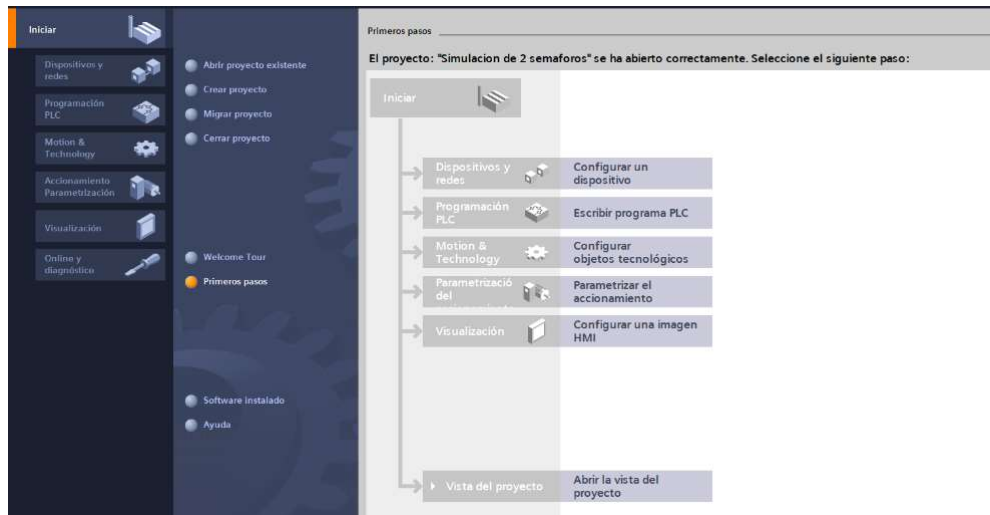 Iniciar
Dispositivos y
redes
Programación
PLC
Motion &
Technology
Accionamiento
Parametrización
Visualización
Online y
diagnóstico
Abrir proyecto existente
Crear proyecto
Migrar proyecto
Cerrar proyecto
Welcome Tour
Primeros pasos
Software instalado
Ayuda
Primeros pasos
El proyecto: "Simulacion de 2 semaforos" se ha abierto correctamente. Seleccione el siguiente paso:
Iniciar
Dispositivos y
redes
Configurar un
dispositivo
Programación
PLC
Escribir programa PLC
Motion &
Technology
Configurar
objetos tecnológicos
Parametrizació
del
Parametrizar el
accionamiento
Visualización
Configurar una imagen
HMI
Vista del proyecto
Abrir la vista del
proyecto